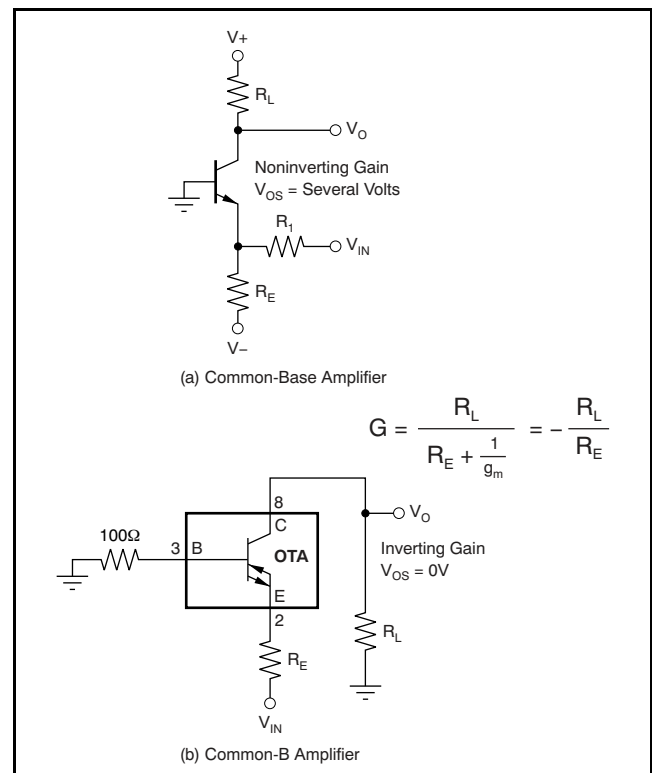 V+
R_L
V_O
Noninverting Gain
V_OS = Several Volts
R_1
V_IN
R_E
V−
(a) Common-Base Amplifier
G = R_L / (R_E + 1/g_m) = − R_L / R_E
8
C
V_O
100Ω
3
B
OTA
Inverting Gain
V_OS = 0V
E
2
R_L
R_E
V_IN
(b) Common-B Amplifier